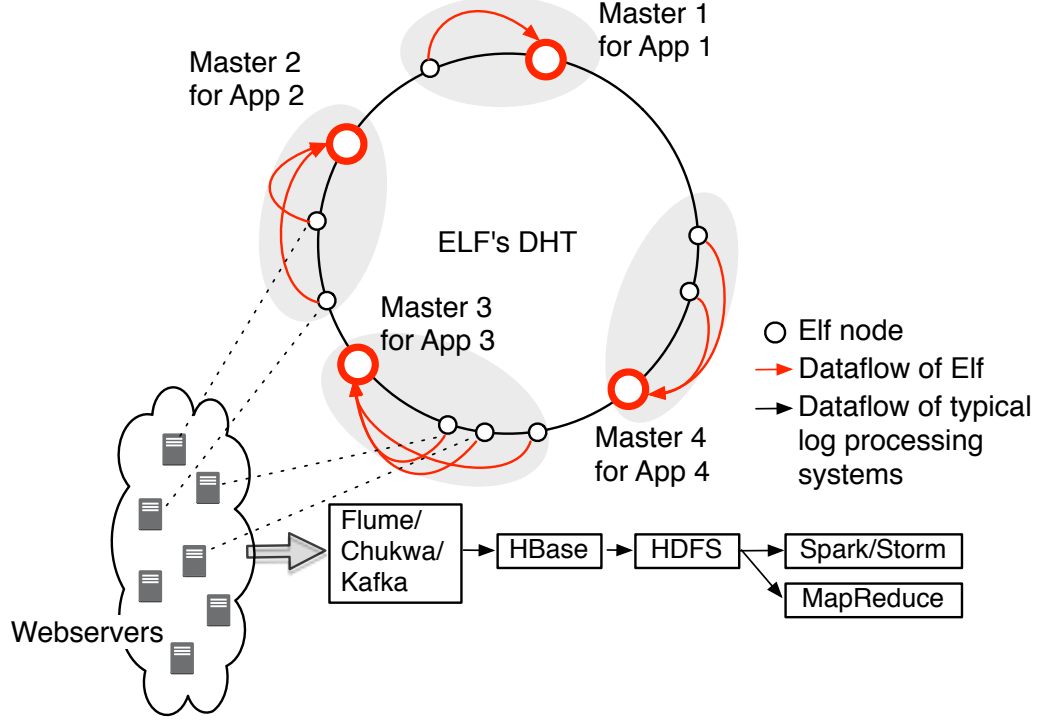 Master 1
for App 1
Master 2
for App 2
ELF's DHT
Master 3
for App 3
Master 4
for App 4
Elf node
Dataflow of Elf
Dataflow of typical
log processing
systems
Flume/
Chukwa/
Kafka
HBase
HDFS
Spark/Storm
MapReduce
Webservers